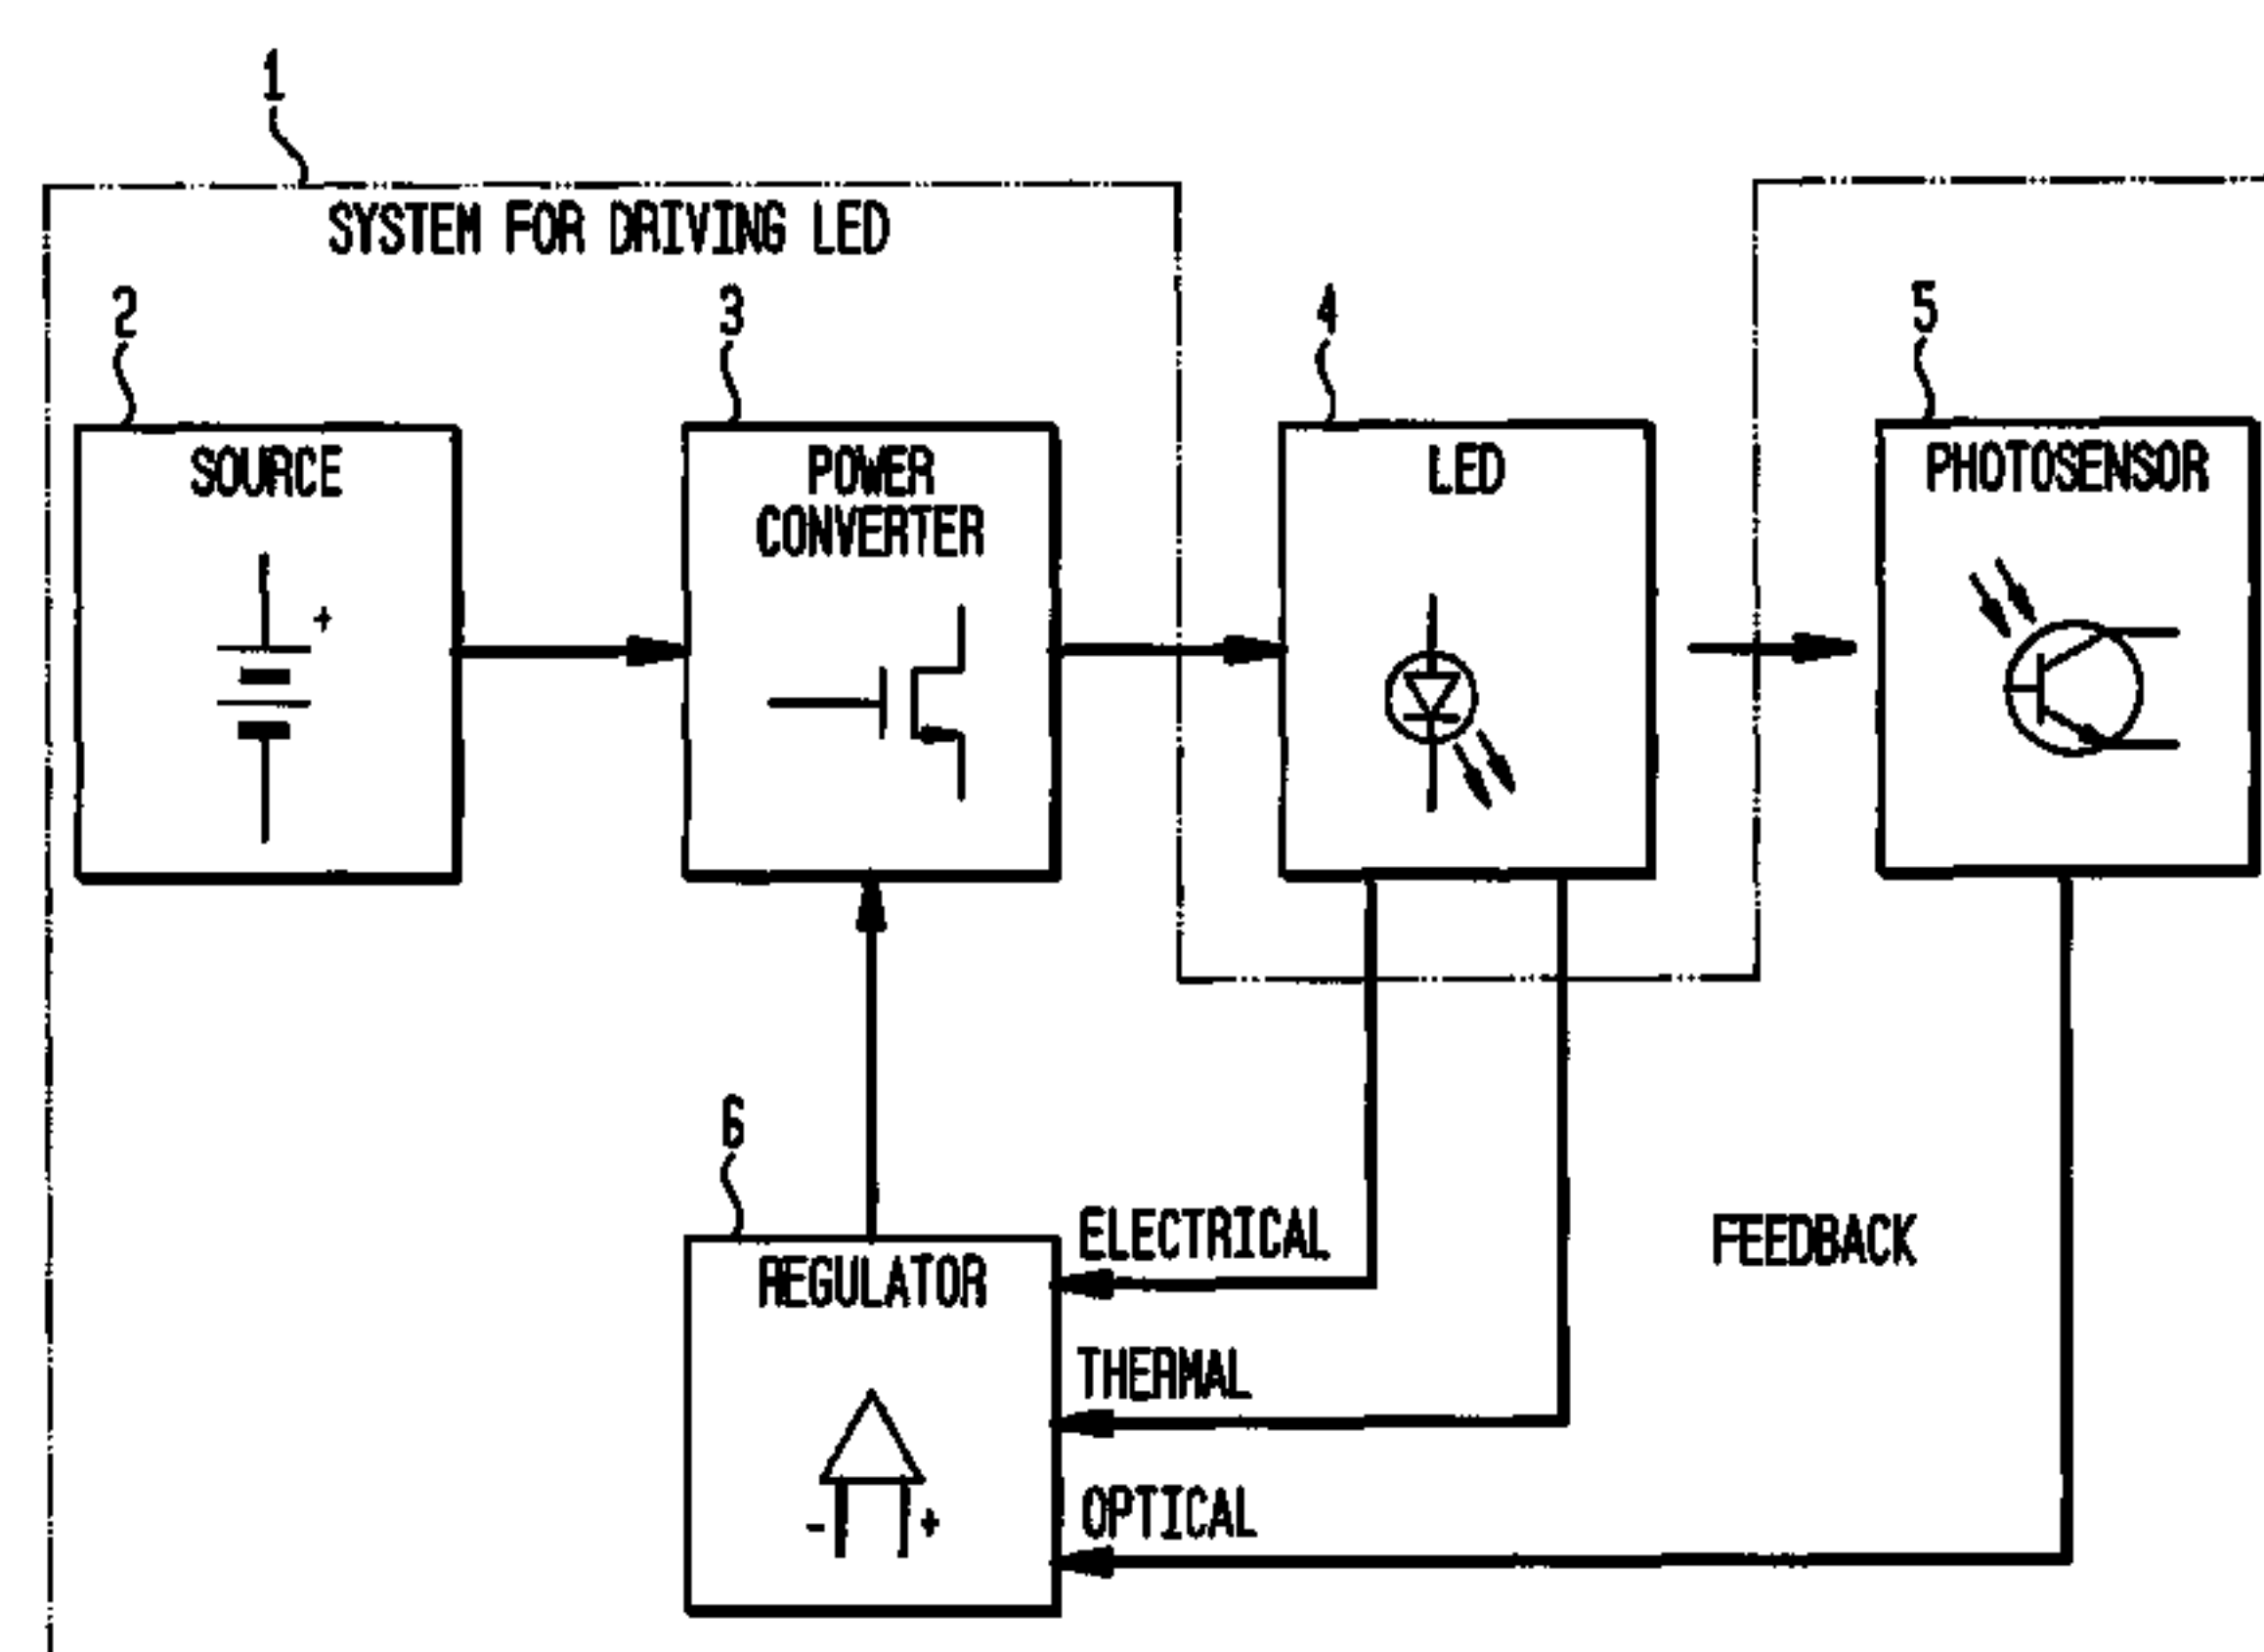 1
SYSTEM FOR DRIVING LED
2
3
4
5
SOURCE
POWER
CONVERTER
LED
PHOTOSENSOR
+
6
REGULATOR
ELECTRICAL
FEEDBACK
THERMAL
OPTICAL
- +